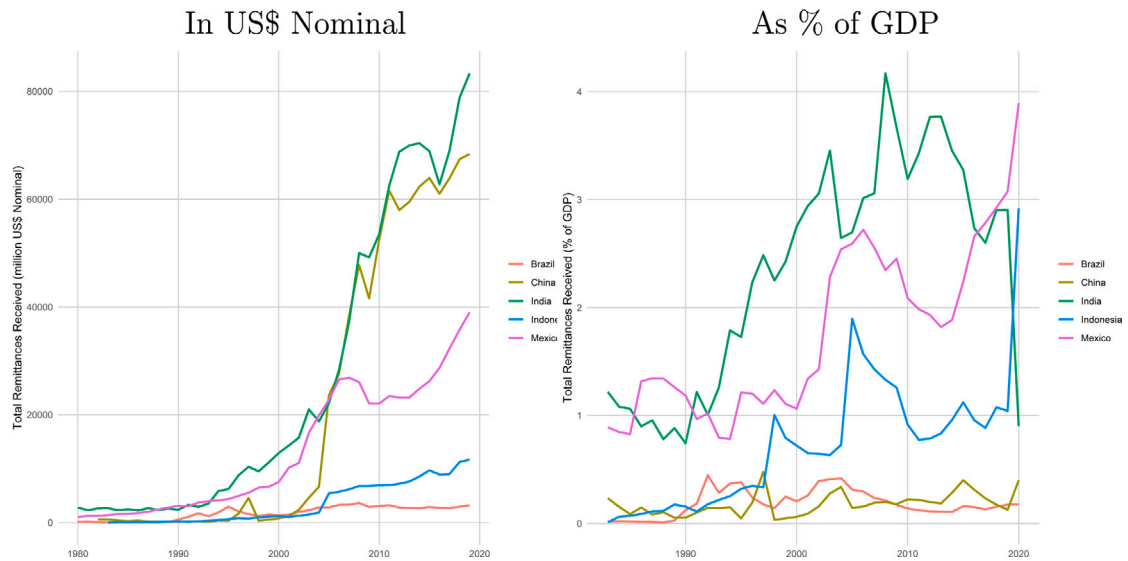 In US$ Nominal
Total Remittances Received (million US$ Nominal)
80000
60000
40000
20000
0
1980
1990
2000
2010
2020
Brazil
China
India
Indone
Mexic
As % of GDP
Total Remittances Received (% of GDP)
4
3
2
1
0
1990
2000
2010
2020
Brazil
China
India
Indonesia
Mexico